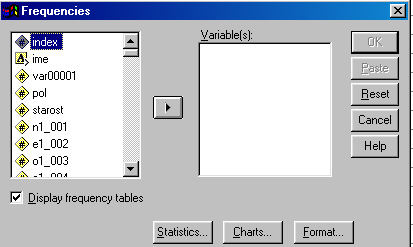 Frequencies
index
ime
var00001
pol
starost
n1_001
e1_002
o1_003
Variable(s):
OK
Paste
Reset
Cancel
Help
Display frequency tables
Statistics...
Charts...
Format...